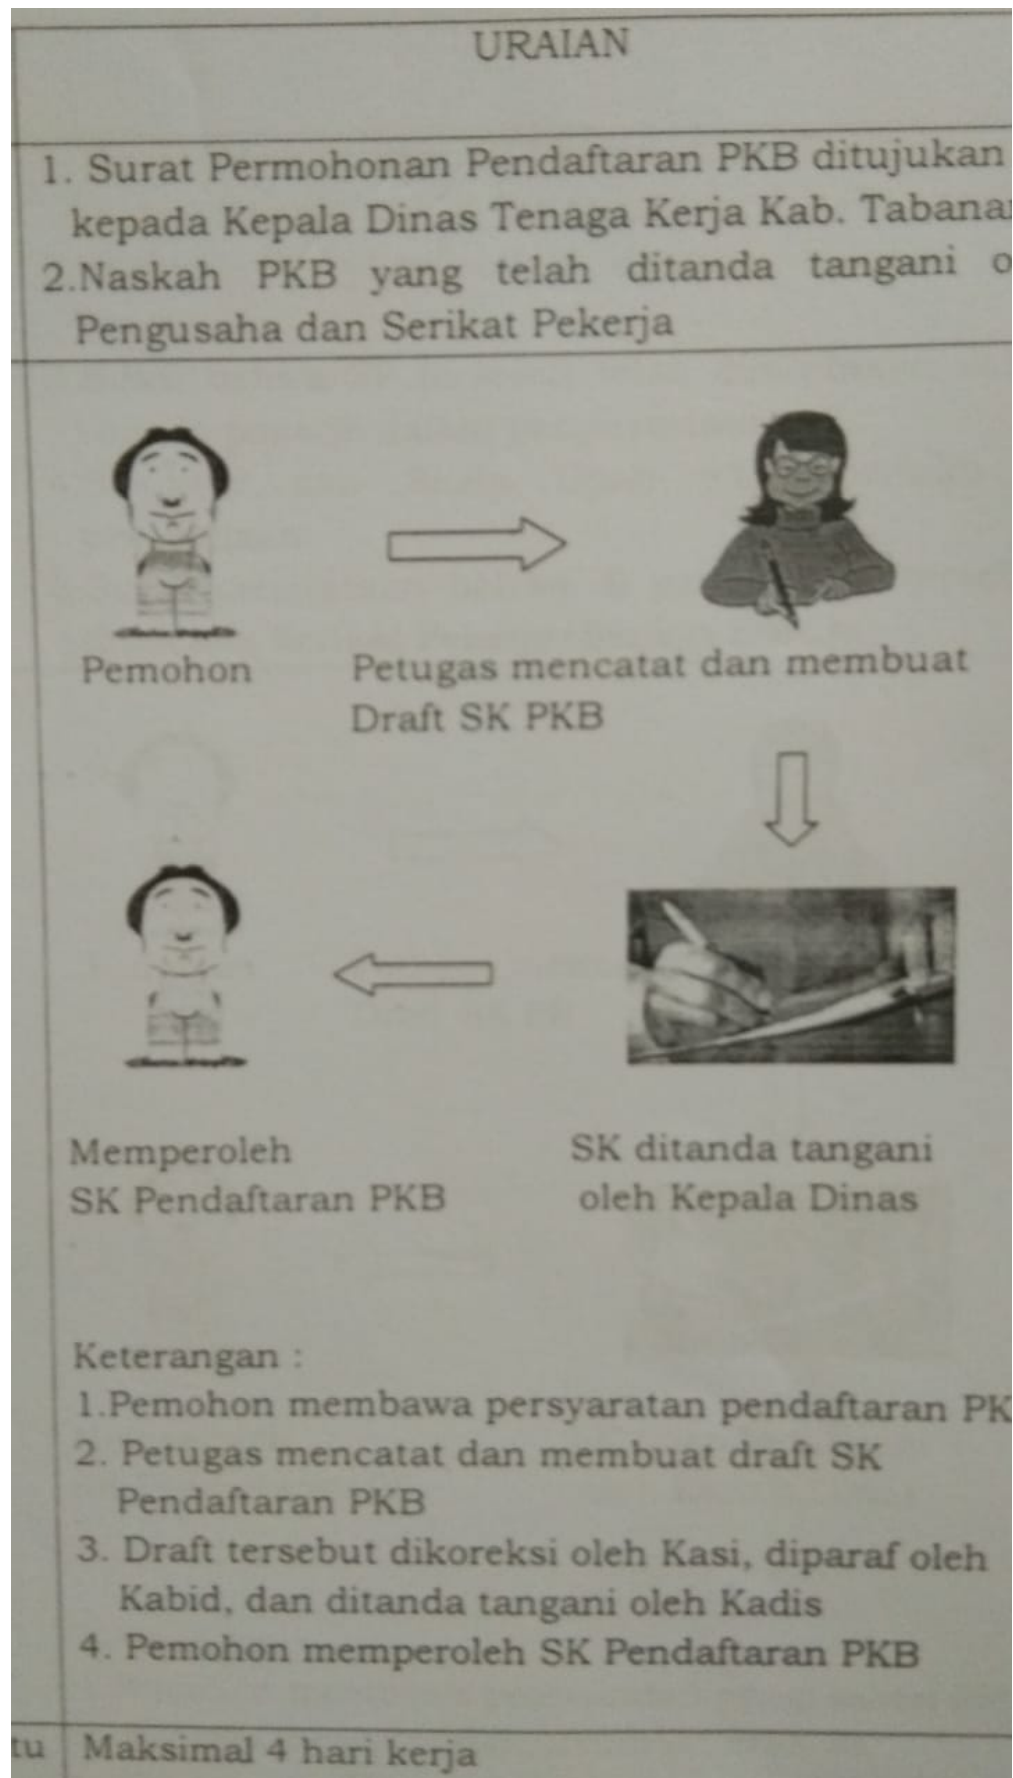 URAIAN
1. Surat Permohonan Pendaftaran PKB ditujukan
kepada Kepala Dinas Tenaga Kerja Kab. Tabana
2.Naskah PKB yang telah ditanda tangani o
Pengusaha dan Serikat Pekerja
Pemohon
Petugas mencatat dan membuat
Draft SK PKB
Memperoleh
SK Pendaftaran PKB
SK ditanda tangani
oleh Kepala Dinas
Keterangan :
1.Pemohon membawa persyaratan pendaftaran PK
2. Petugas mencatat dan membuat draft SK
Pendaftaran PKB
3. Draft tersebut dikoreksi oleh Kasi, diparaf oleh
Kabid, dan ditanda tangani oleh Kadis
4. Pemohon memperoleh SK Pendaftaran PKB
tu Maksimal 4 hari kerja